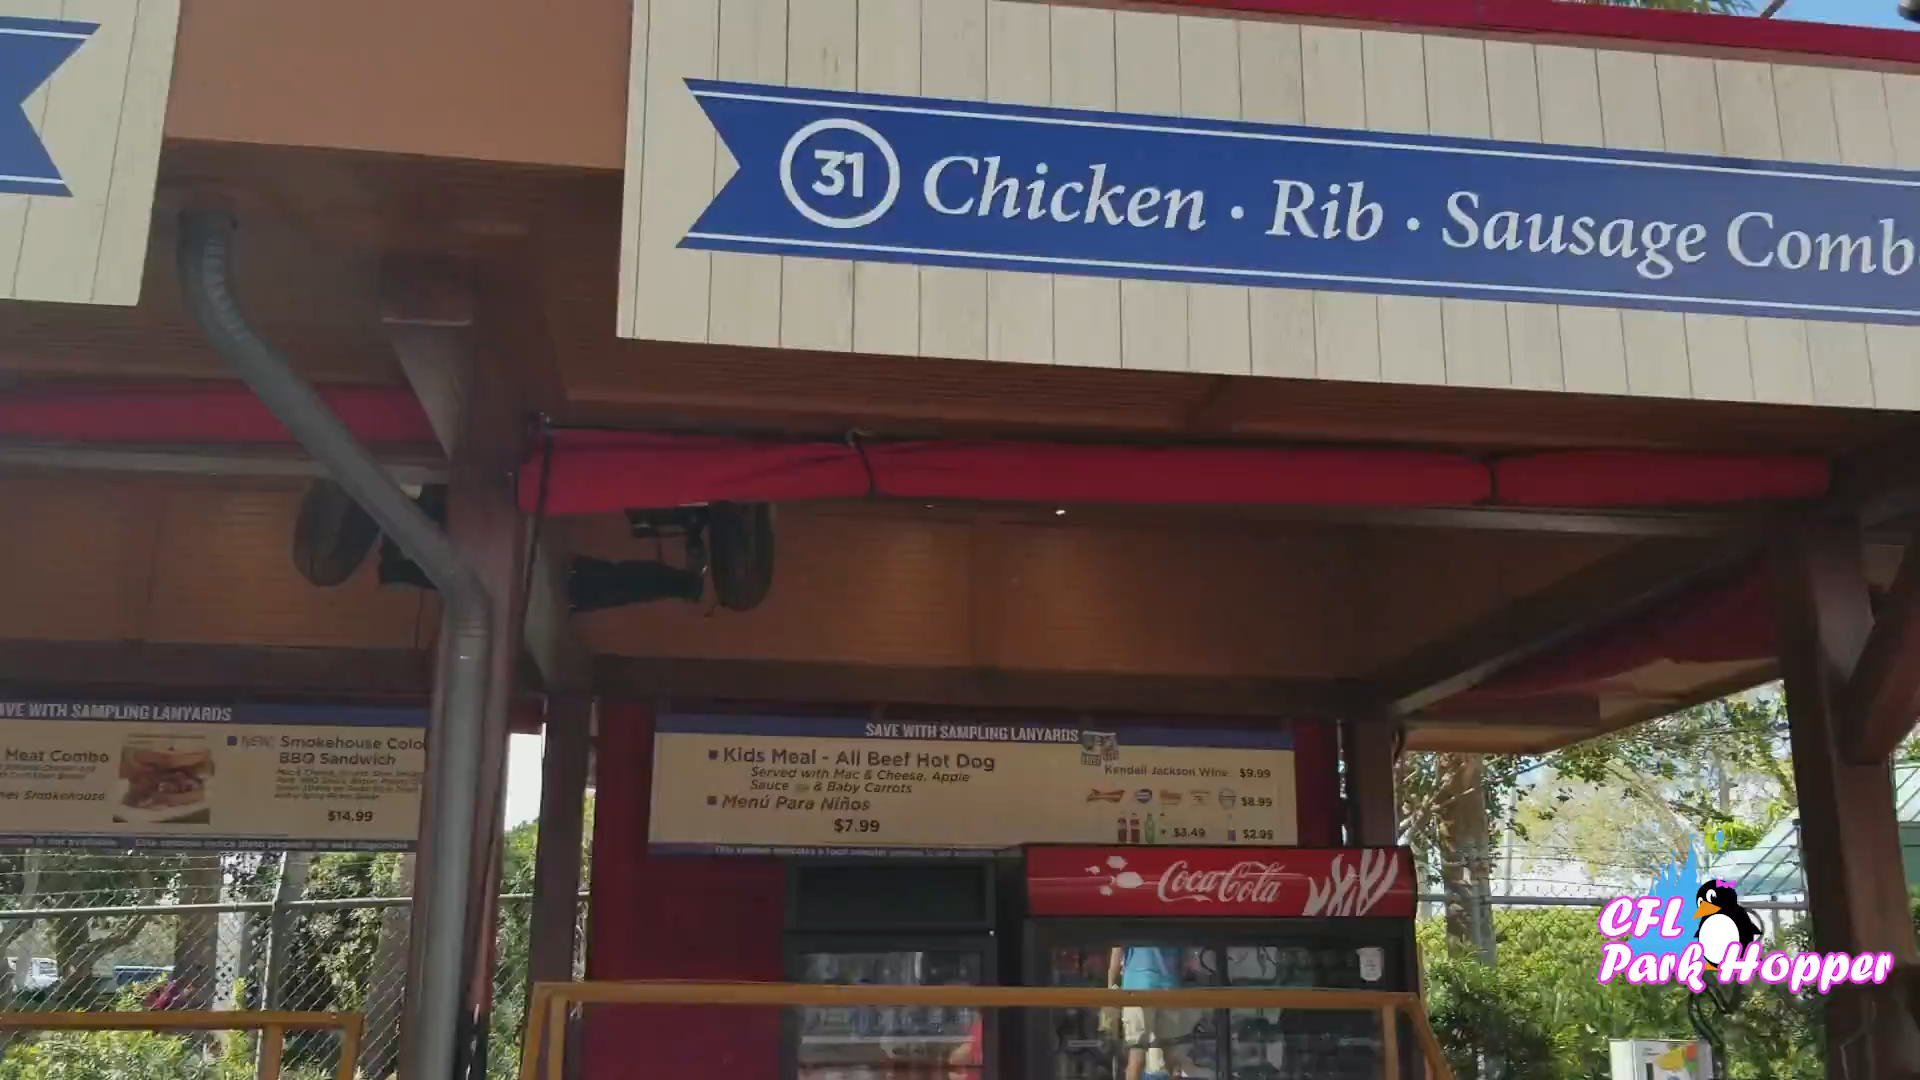 31 Chicken · Rib · Sausage
SAVE WITH SAMPLING LANYARDS
Meat Combo
Smokehouse
NEW! Smokehouse
BBQ Sandwich
$14.99
SAVE WITH SAMPLING LANYARDS
Kids Meal - All Beef Hot Dog
Served with Mac & Cheese, Apple
Sauce & Baby Carrots
Menú Para Niños
$7.99
Kendall Jackson Wine $9.99
$8.99
$3.49 $2.99
Coca-Cola
CFL
Park Hopper